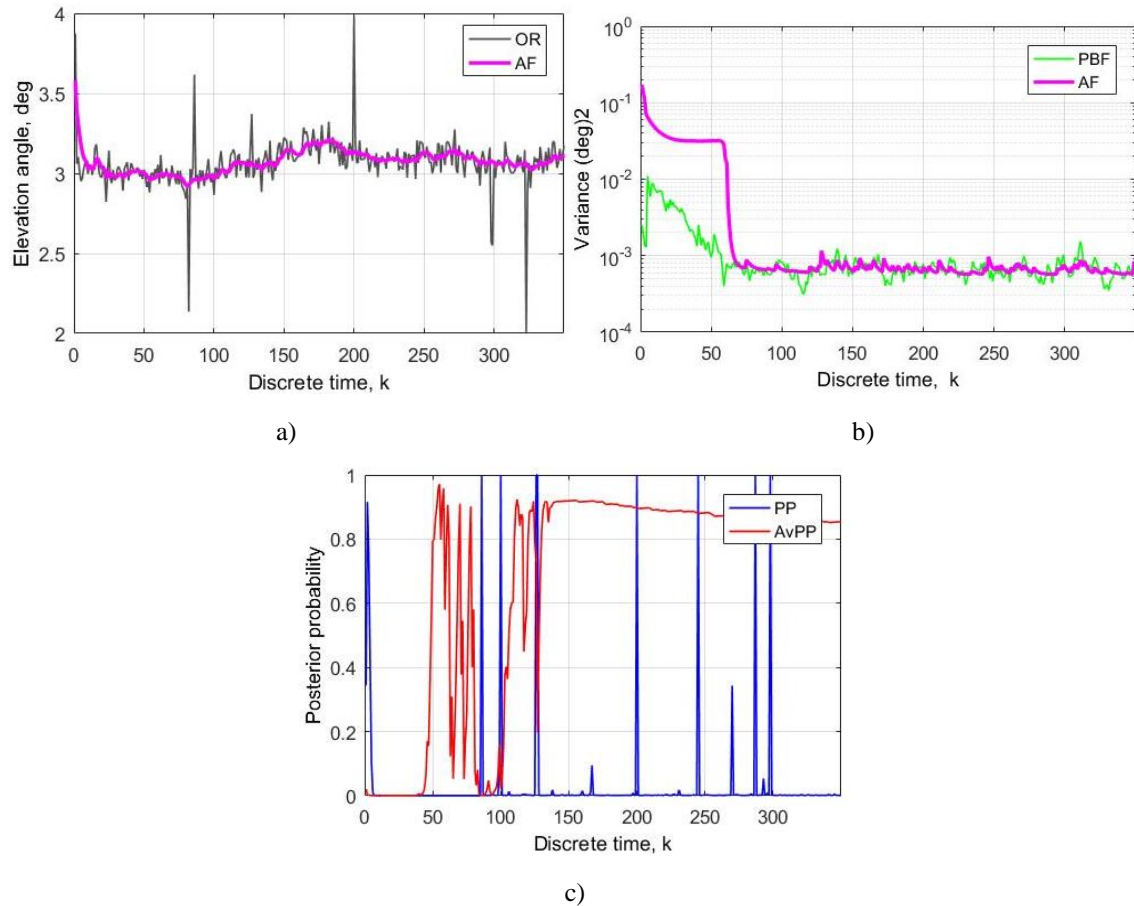 4
3.5
3
2.5
2
Elevation angle, deg
OR
AF
0
50
100
150
200
250
300
Discrete time, k
a)
10^0
10^-1
10^-2
10^-3
10^-4
Variance (deg)2
PBF
AF
0
50
100
150
200
250
300
Discrete time, k
b)
1
0.8
0.6
0.4
0.2
0
Posterior probability
PP
AvPP
0
50
100
150
200
250
300
Discrete time, k
c)